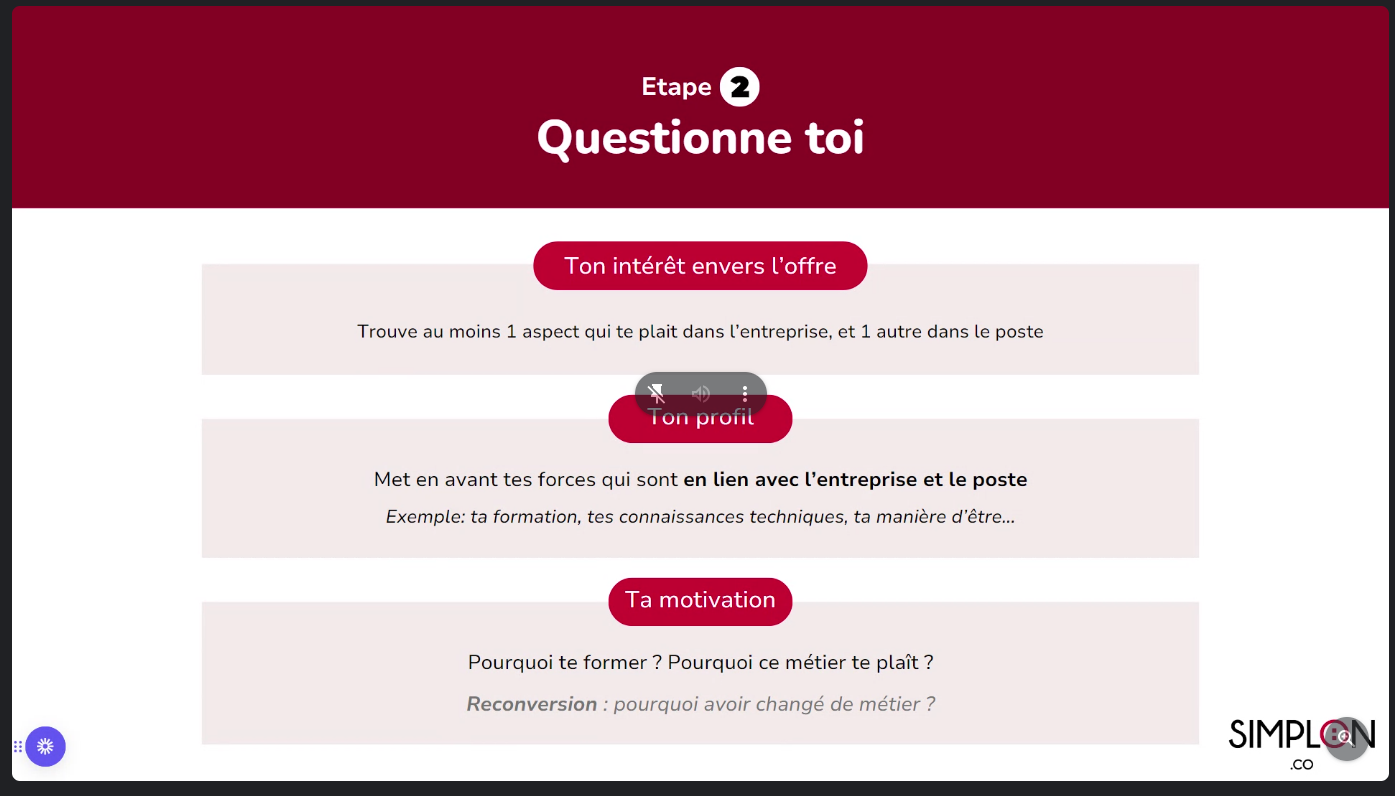 Etape 2
Questionne toi
Ton intérêt envers l'offre
Trouve au moins 1 aspect qui te plait dans l'entreprise, et 1 autre dans le poste
Ton profil
Met en avant tes forces qui sont en lien avec l'entreprise et le poste
Exemple: ta formation, tes connaissances techniques, ta manière d'être...
Ta motivation
Pourquoi te former ? Pourquoi ce métier te plaît ?
Reconversion : pourquoi avoir changé de métier ?
SIMPLON
.CO